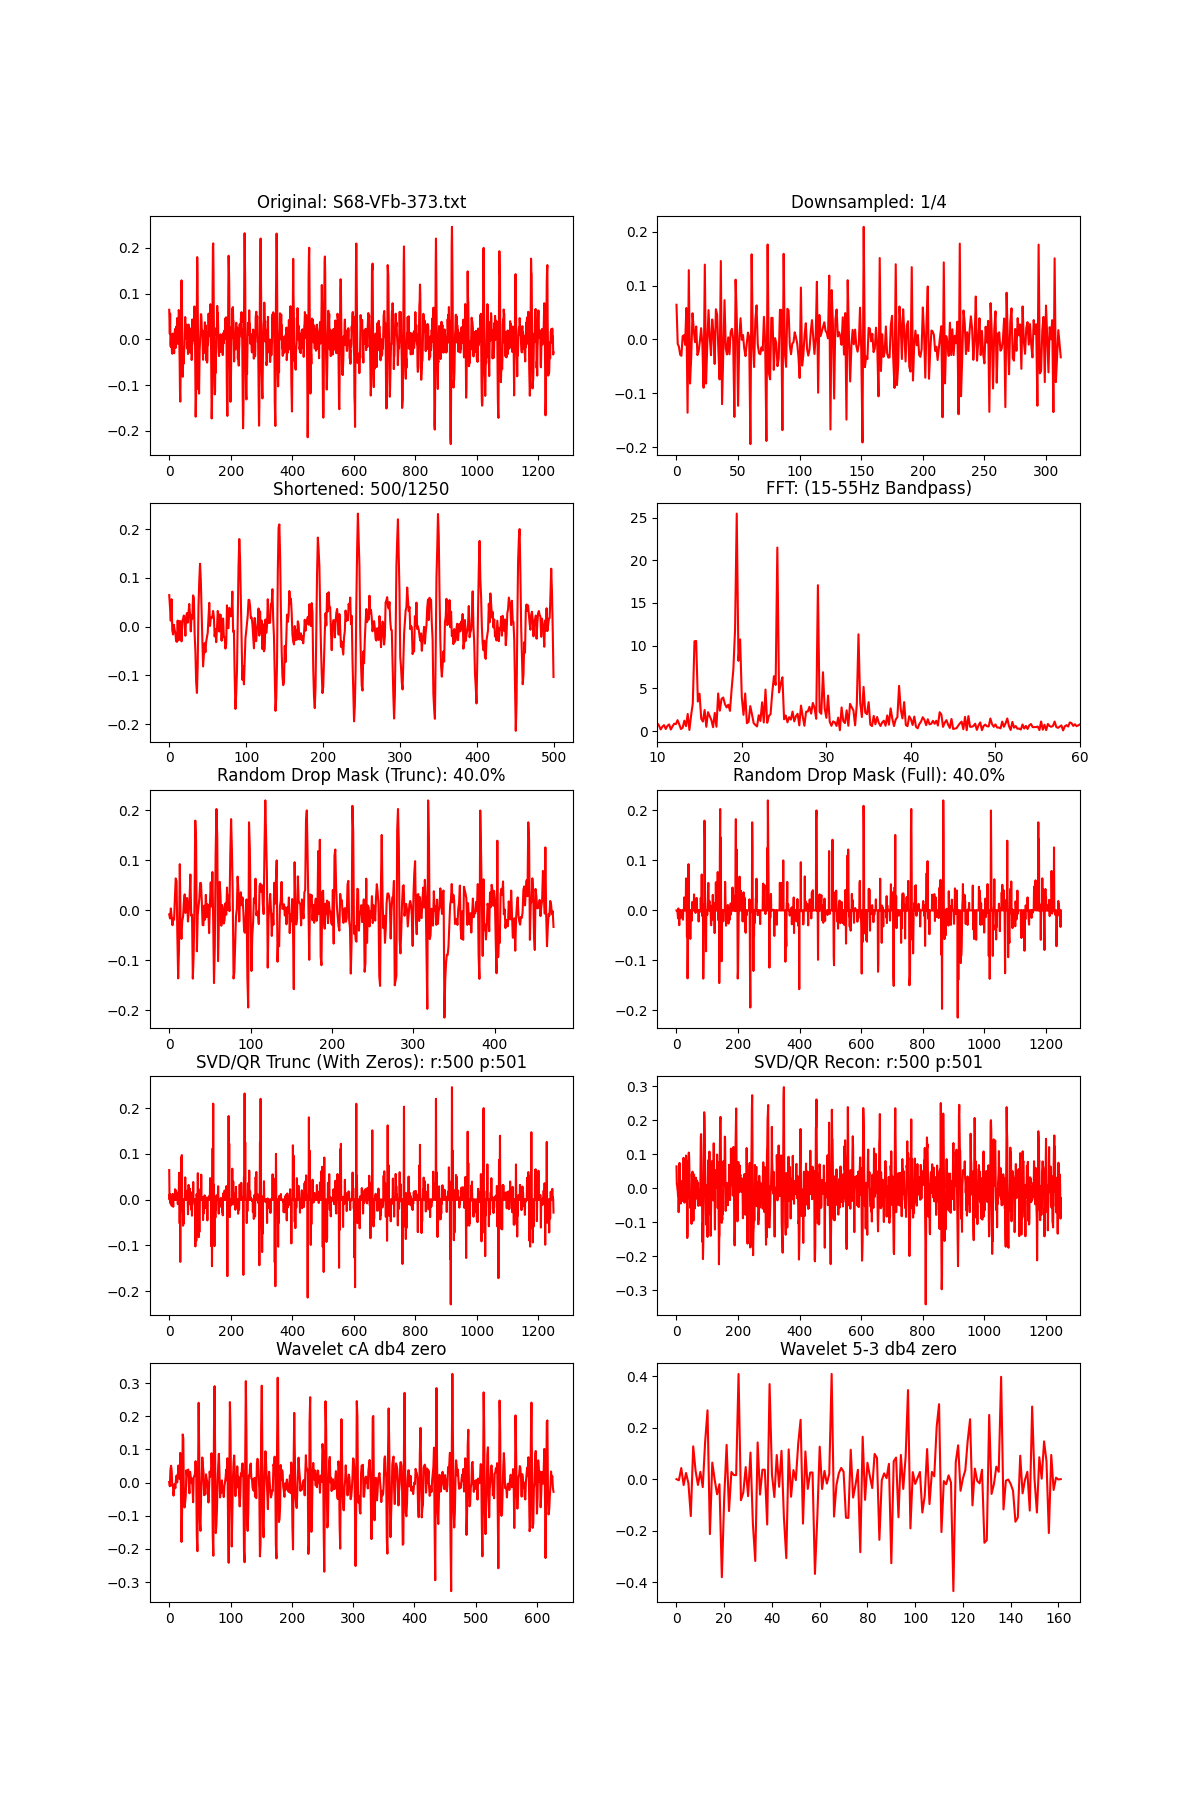 Original: S68-VFb-373.txt
0.2
0.1
0.0
−0.1
−0.2
0 200 400 600 800 1000 1200
Downsampled: 1/4
0.2
0.1
0.0
−0.1
−0.2
0 50 100 150 200 250 300
Shortened: 500/1250
0.2
0.1
0.0
−0.1
−0.2
0 100 200 300 400 500
FFT: (15-55Hz Bandpass)
25
20
15
10
5
0
10 20 30 40 50 60
Random Drop Mask (Trunc): 40.0%
0.2
0.1
0.0
−0.1
−0.2
0 100 200 300 400
Random Drop Mask (Full): 40.0%
0.2
0.1
0.0
−0.1
−0.2
0 200 400 600 800 1000 1200
SVD/QR Trunc (With Zeros): r:500 p:501
0.2
0.1
0.0
−0.1
−0.2
0 200 400 600 800 1000 1200
SVD/QR Recon: r:500 p:501
0.3
0.2
0.1
0.0
−0.1
−0.2
−0.3
0 200 400 600 800 1000 1200
Wavelet cA db4 zero
0.3
0.2
0.1
0.0
−0.1
−0.2
−0.3
0 100 200 300 400 500 600
Wavelet 5-3 db4 zero
0.4
0.2
0.0
−0.2
−0.4
0 20 40 60 80 100 120 140 160